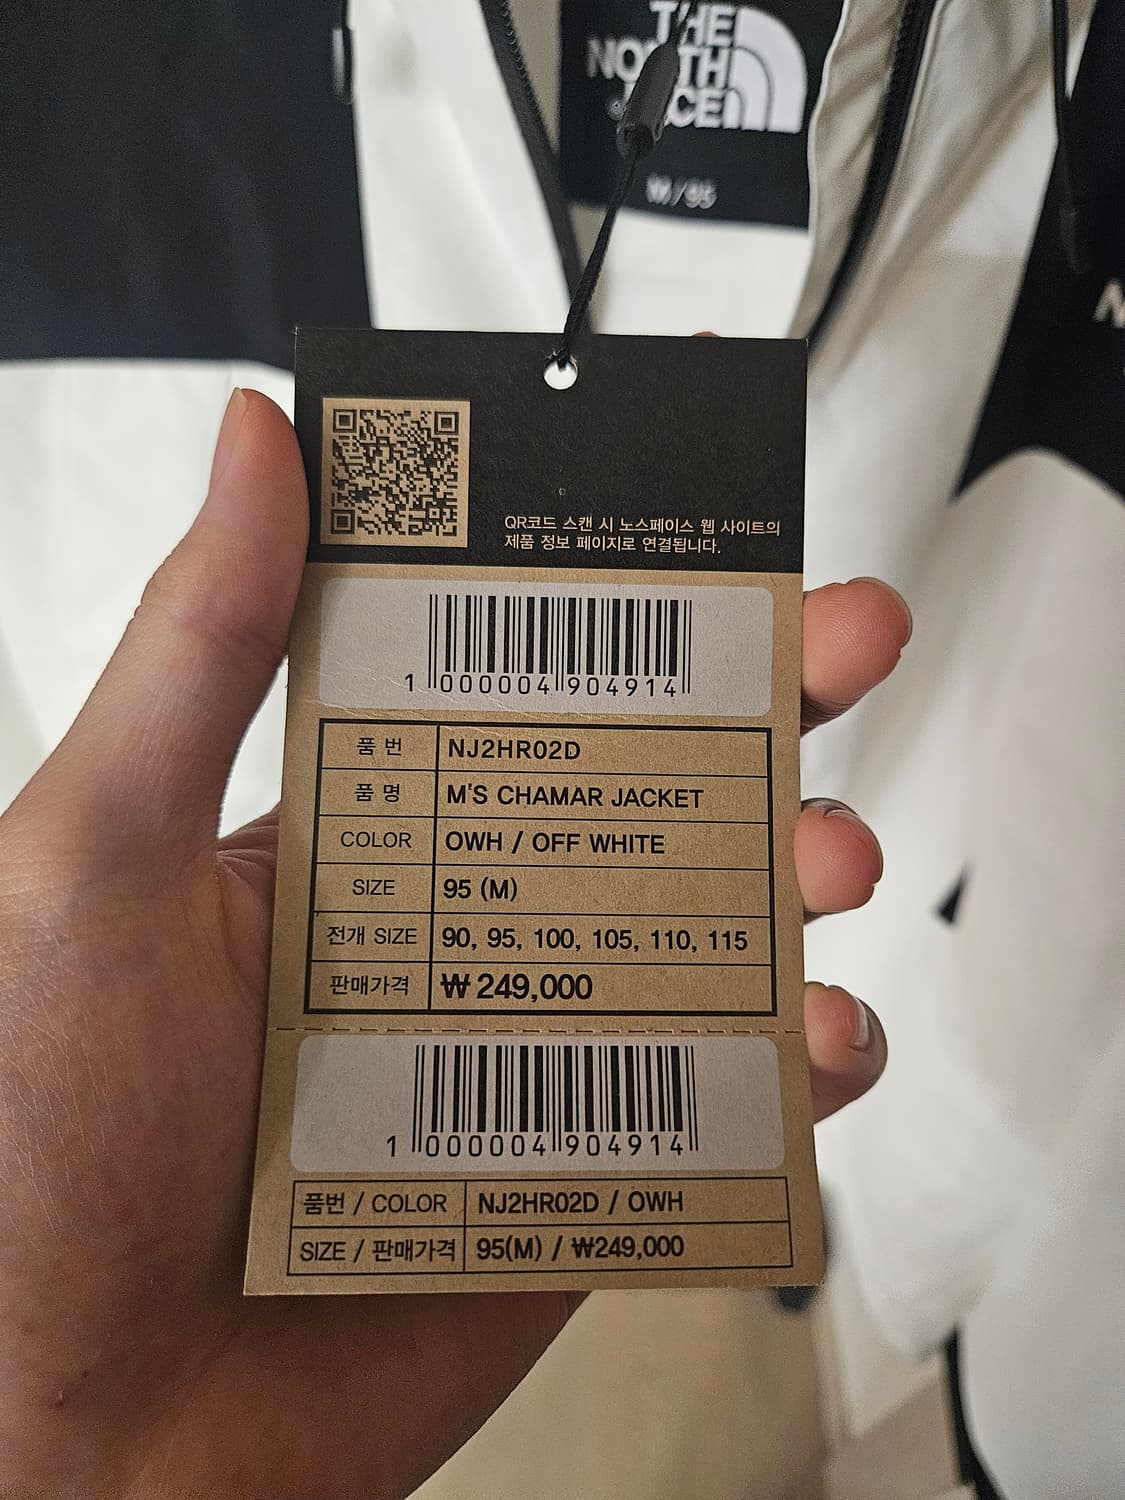 THE
NORTH
FACE
M/95
QR코드 스캔 시 노스페이스 웹 사이트의
제품 정보 페이지로 연결됩니다.
1 000004 904914
품 번 NJ2HR02D
품 명 M'S CHAMAR JACKET
COLOR OWH / OFF WHITE
SIZE 95 (M)
전개 SIZE 90, 95, 100, 105, 110, 115
판매가격 ₩ 249,000
1 000004 904914
품번 / COLOR NJ2HR02D / OWH
SIZE / 판매가격 95(M) / ₩249,000